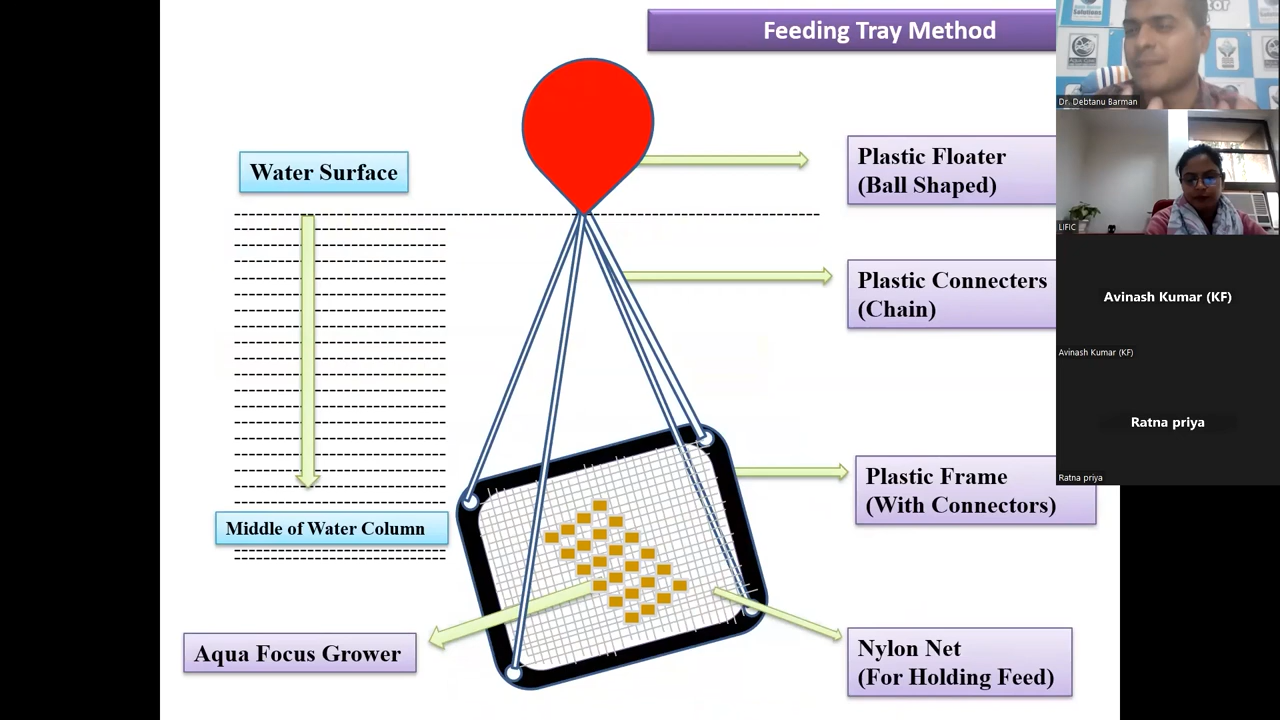 Feeding Tray Method
Water Surface
Plastic Floater
(Ball Shaped)
Plastic Connecters
(Chain)
Plastic Frame
(With Connectors)
Middle of Water Column
Aqua Focus Grower
Nylon Net
(For Holding Feed)
Dr. Debtanu Barman
LIFIC
Avinash Kumar (KF)
Avinash Kumar (KF)
Ratna priya
Ratna priya